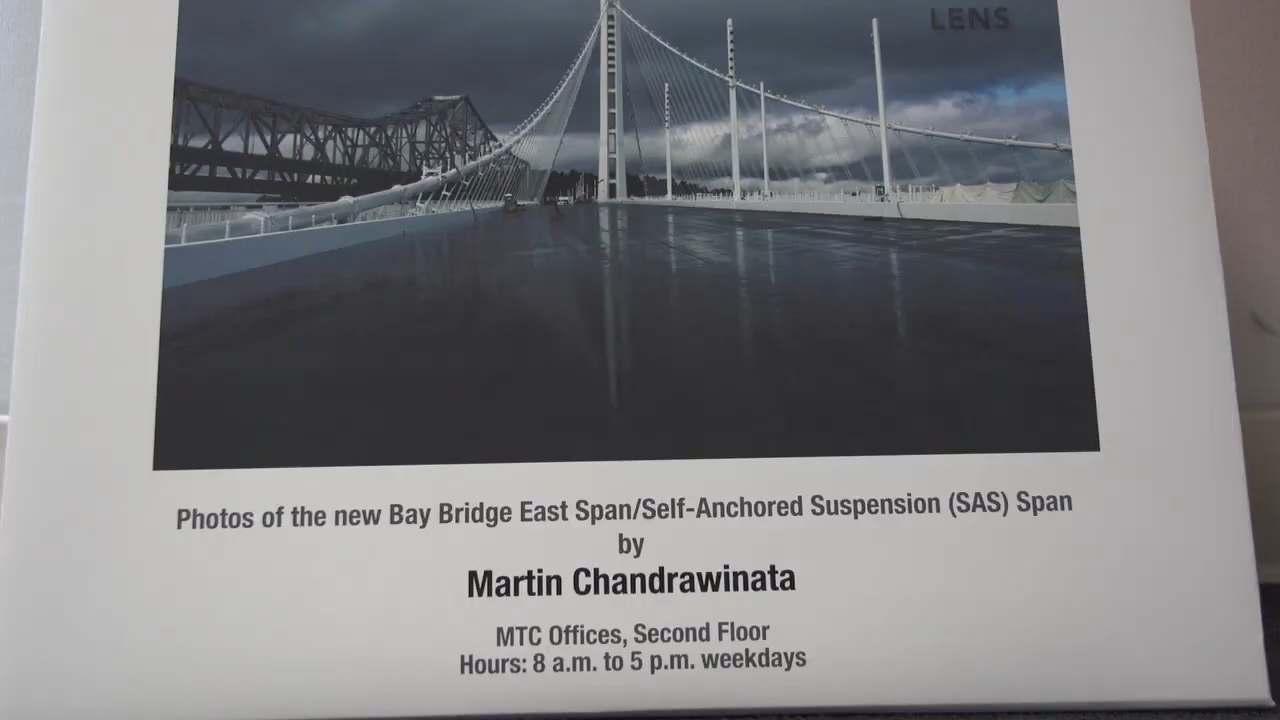 LENS
Photos of the new Bay Bridge East Span/Self-Anchored Suspension (SAS) Span
by
Martin Chandrawinata
MTC Offices, Second Floor
Hours: 8 a.m. to 5 p.m. weekdays